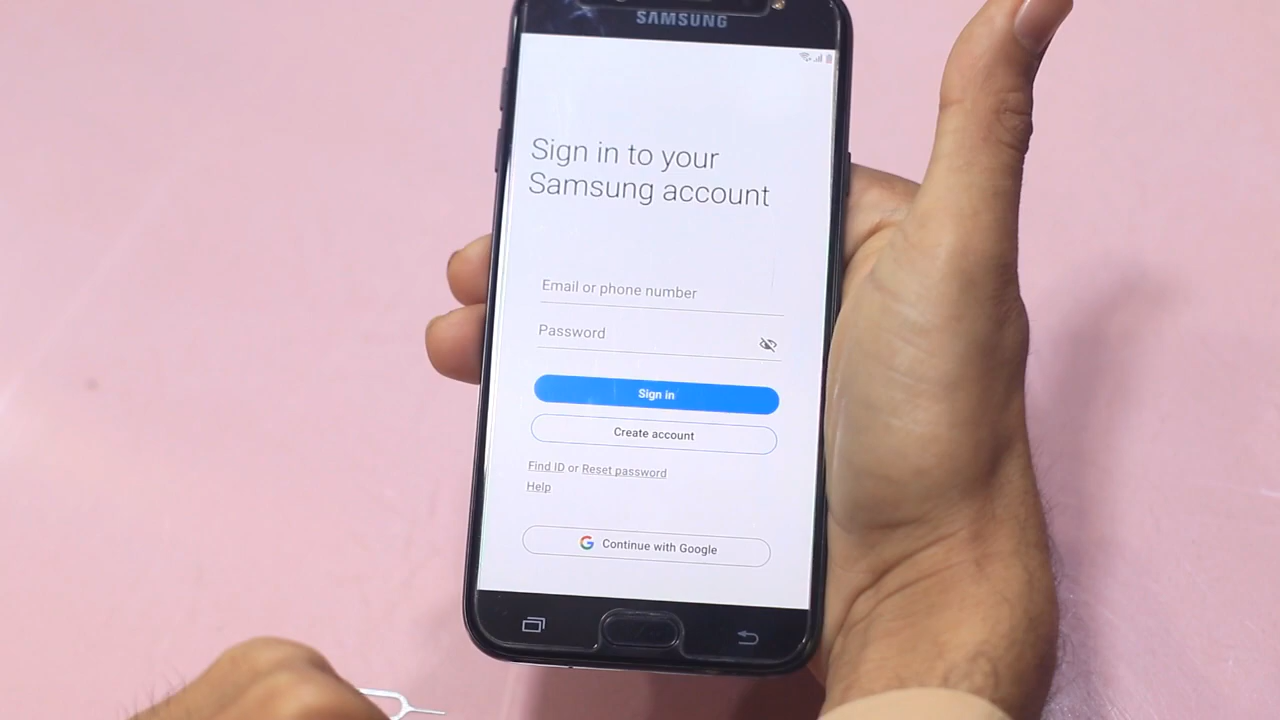 SAMSUNG
Sign in to your
Samsung account
Email or phone number
Password
Sign in
Create account
Find ID or Reset password
Help
Continue with Google